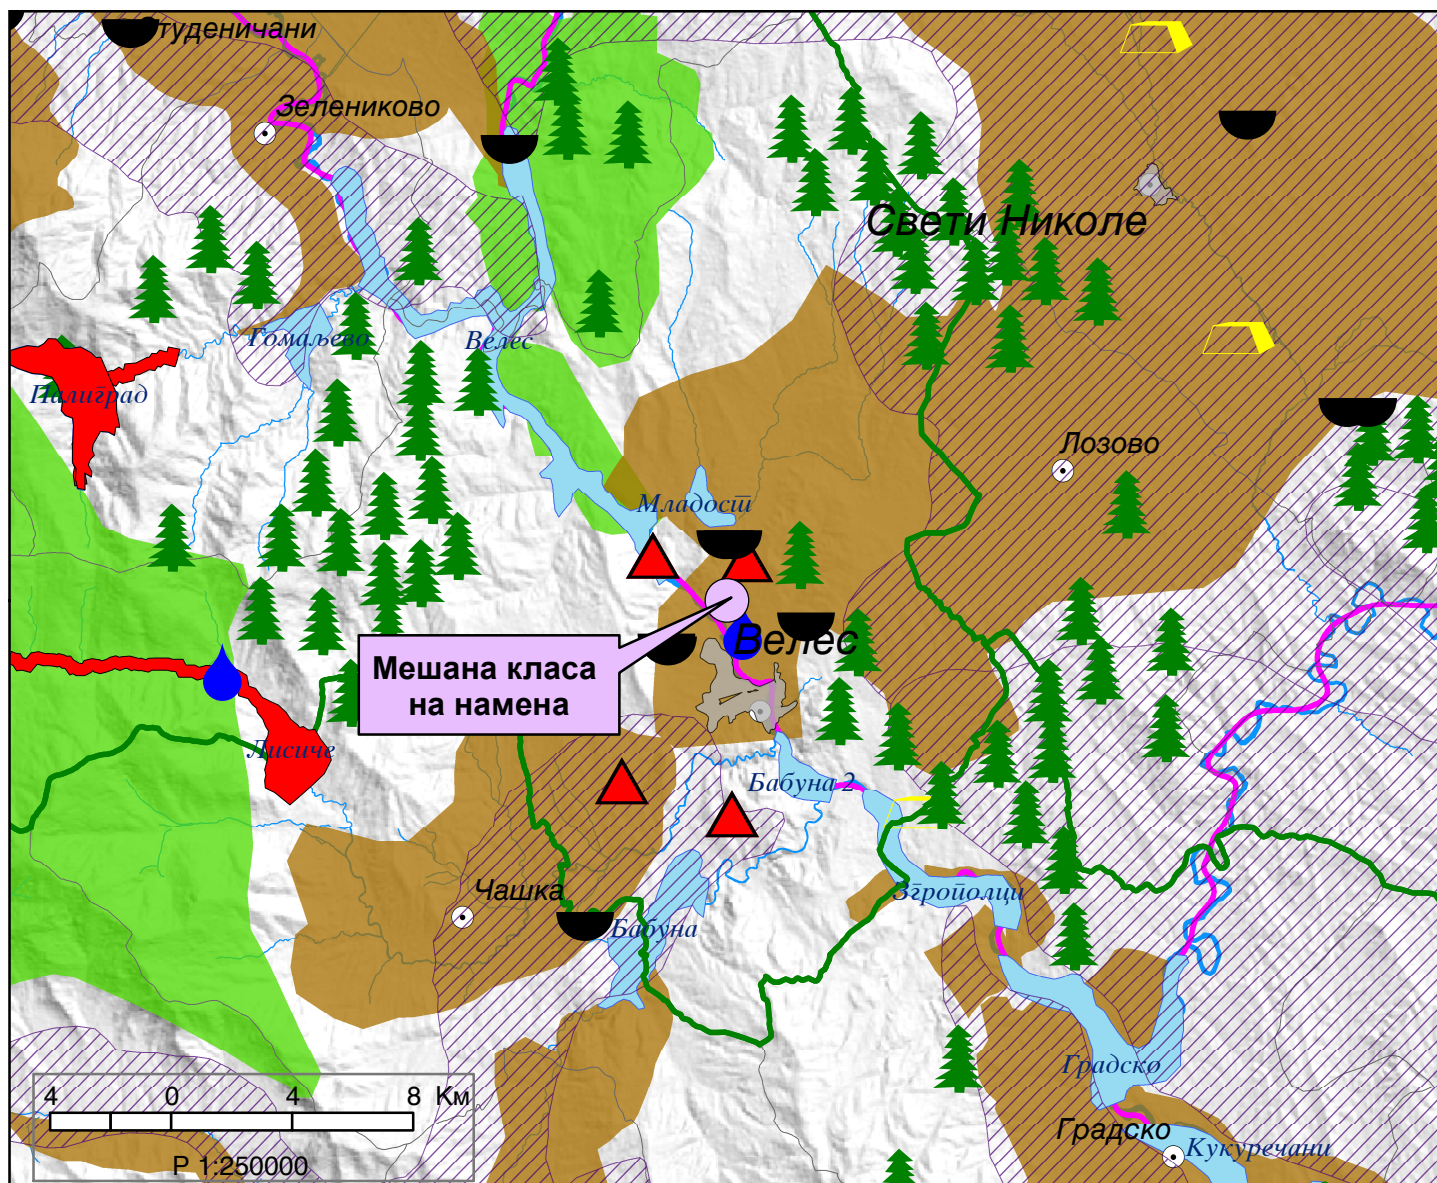 туденичани
Зелениково
Свети Николе
Гомаљево
Велес
Палиград
Лозово
Младост
Велес
Мешана класа
на намена
Лисиче
Бабуна 2
Чашка
Згрополци
Бабуна
Градско
Градско
Кукуречани
4 0 4 8 Км
Р 1:250000